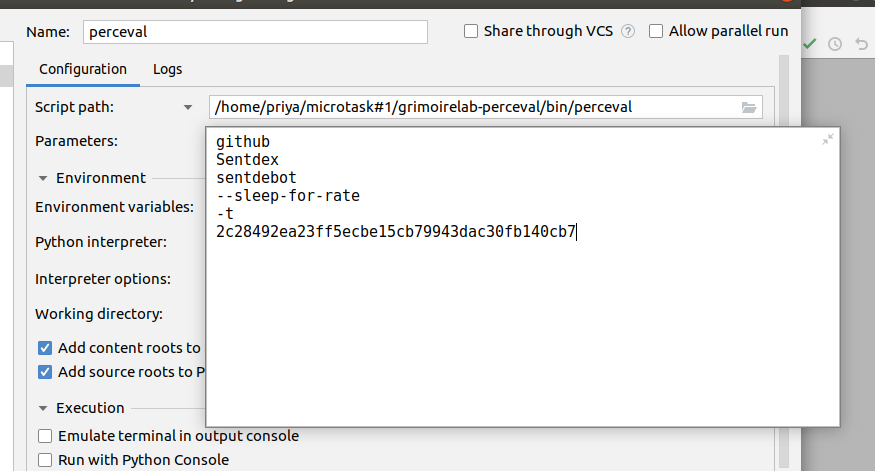 Name: perceval Share through VCS ? Allow parallel run
Configuration Logs
Script path: /home/priya/microtask#1/grimoirelab-perceval/bin/perceval
Parameters:
github
Sentdex
sentdebot
--sleep-for-rate
-t
2c28492ea23ff5ecbe15cb79943dac30fb140cb7
Environment
Environment variables:
Python interpreter:
Interpreter options:
Working directory:
Add content roots to
Add source roots to P
Execution
Emulate terminal in output console
Run with Python Console